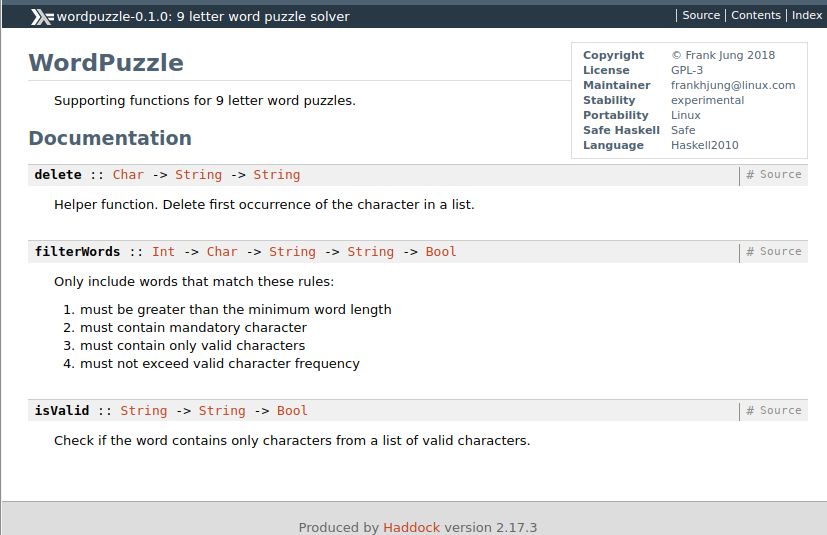 wordpuzzle-0.1.0: 9 letter word puzzle solver | Source | Contents | Index
WordPuzzle
Copyright © Frank Jung 2018
License GPL-3
Maintainer frankhjung@linux.com
Stability experimental
Portability Linux
Safe Haskell Safe
Language Haskell2010
Supporting functions for 9 letter word puzzles.
Documentation
delete :: Char -> String -> String | # Source
Helper function. Delete first occurrence of the character in a list.
filterWords :: Int -> Char -> String -> String -> Bool | # Source
Only include words that match these rules:
1. must be greater than the minimum word length
2. must contain mandatory character
3. must contain only valid characters
4. must not exceed valid character frequency
isValid :: String -> String -> Bool | # Source
Check if the word contains only characters from a list of valid characters.
Produced by Haddock version 2.17.3